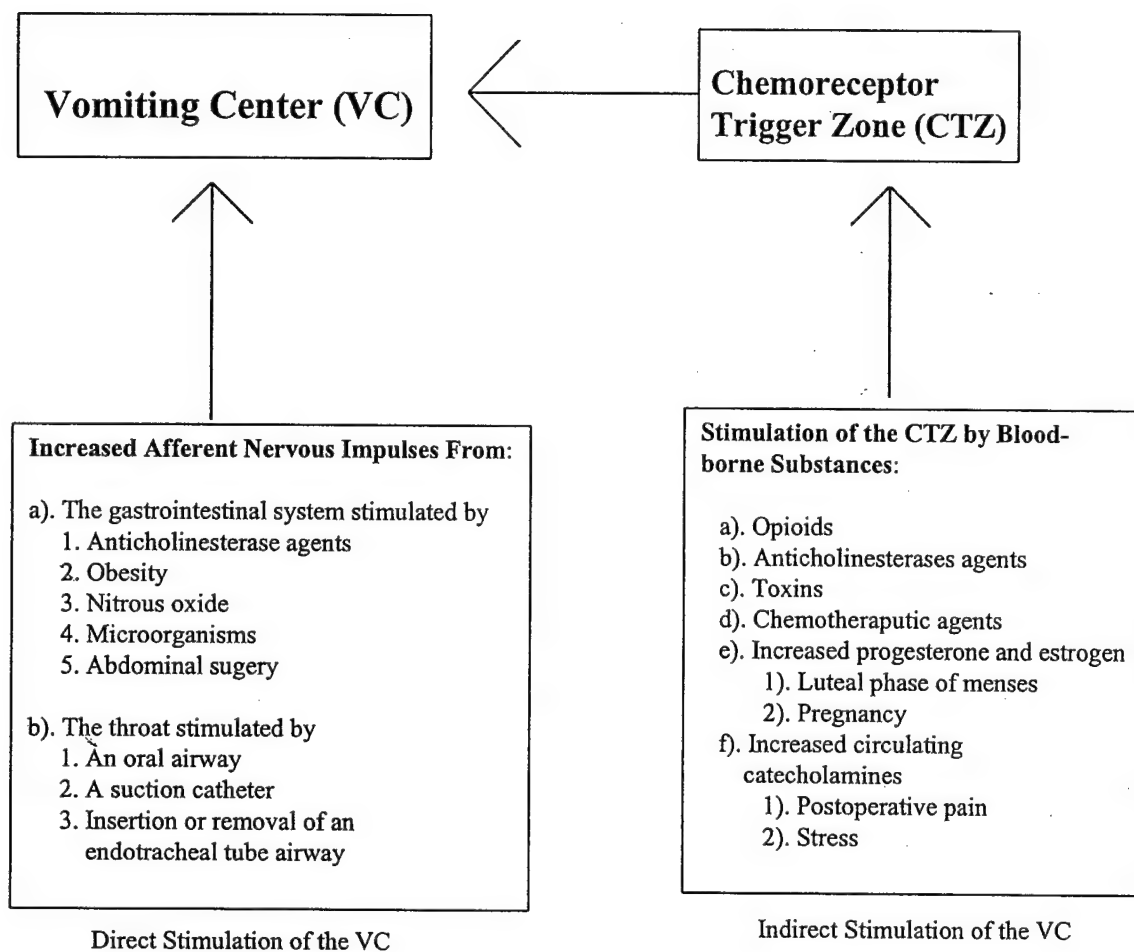 Vomiting Center (VC)
Chemoreceptor
Trigger Zone (CTZ)
Increased Afferent Nervous Impulses From:
a). The gastrointestinal system stimulated by
1. Anticholinesterase agents
2. Obesity
3. Nitrous oxide
4. Microorganisms
5. Abdominal sugery
b). The throat stimulated by
1. An oral airway
2. A suction catheter
3. Insertion or removal of an
endotracheal tube airway
Direct Stimulation of the VC
Stimulation of the CTZ by Blood-
borne Substances:
a). Opioids
b). Anticholinesterases agents
c). Toxins
d). Chemotheraputic agents
e). Increased progesterone and estrogen
1). Luteal phase of menses
2). Pregnancy
f). Increased circulating
catecholamines
1). Postoperative pain
2). Stress
Indirect Stimulation of the VC